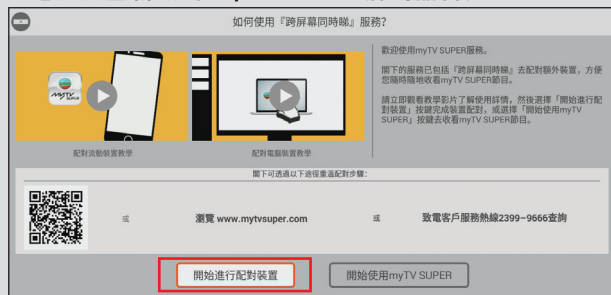 如何使用『跨屏幕同時睇』服務?
歡迎使用myTV SUPER服務。
閣下的服務已包括『跨屏幕同時睇』去配對額外裝置，方便
您隨時隨地收看myTV SUPER節目。
請立即觀看教學影片了解使用詳情，然後選擇「開始進行配
對裝置」按鍵完成裝置配對，或選擇「開始使用myTV
SUPER」按鍵去收看myTV SUPER節目。
myTV
SUPER
配對流動裝置教學
配對電腦裝置教學
閣下可透過以下途徑重溫配對步驟:
或
瀏覽 www.mytvsuper.com
或
致電客戶服務熱線2399-9666查詢
開始進行配對裝置
開始使用myTV SUPER